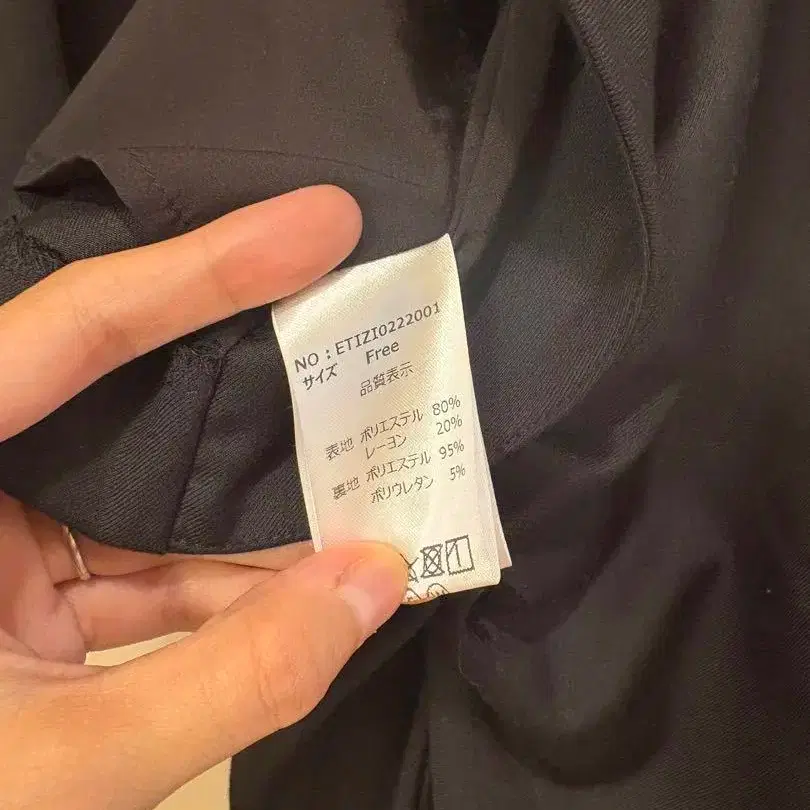 NO：ETIZI0222001
サイズ Free
品質表示
表地 ポリエステル 80%
レーヨン 20%
裏地 ポリエステル 95%
ポリウレタン 5%